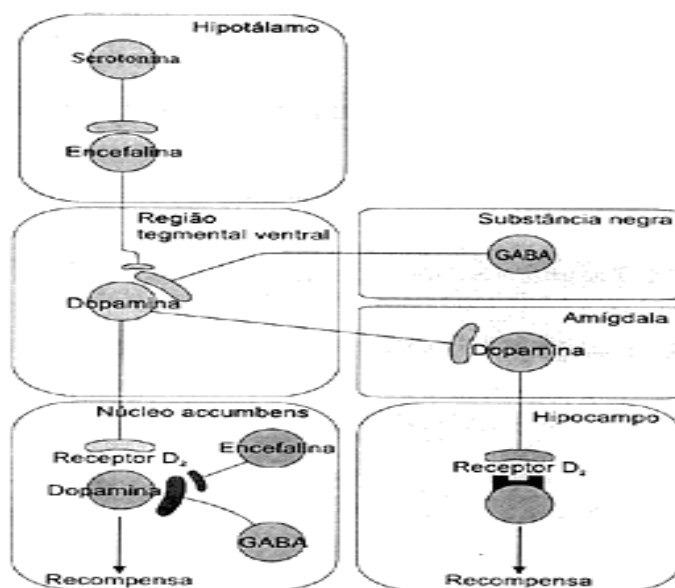 Hipotálamo
Serotonina
Encefalina
Região
tegmental ventral
Dopamina
Substância negra
GABA
Amígdala
Dopamina
Núcleo accumbens
Receptor D₂
Dopamina
Encefalina
GABA
Recompensa
Hipocampo
Receptor D₂
Recompensa